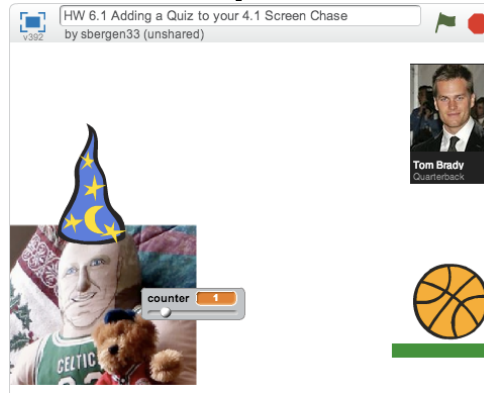 HW 6.1 Adding a Quiz to your 4.1 Screen Chase
by sbergen33 (unshared)
v392
Tom Brady
Quarterback
counter 1
CELTIC